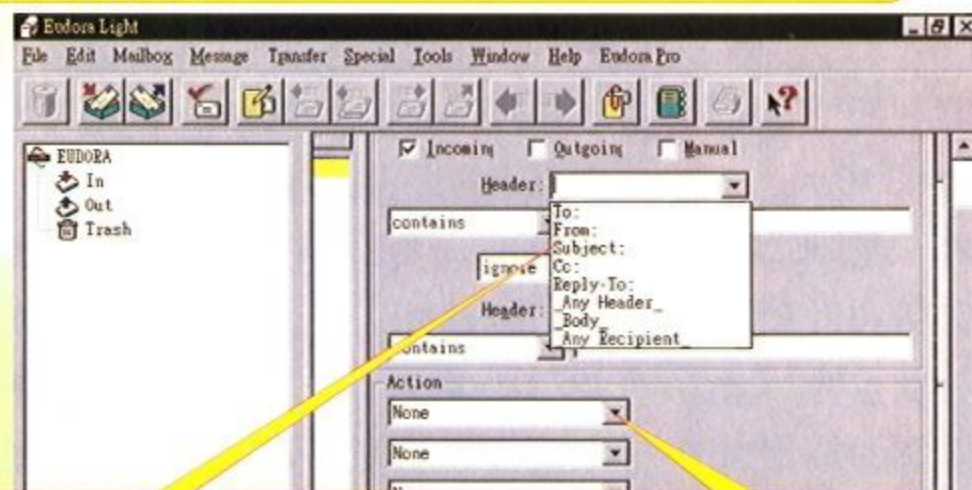 Eudora Light
File Edit Mailbox Message Transfer Special Tools Window Help Eudora Pro
EUDORA
In
Out
Trash
Incoming Outgoing Manual
Header:
contains
To:
From:
Subject:
Cc:
Reply-To:
_Any Header_
_Body_
_Any Recipient_
ignore
Header:
contains
Action
None
None